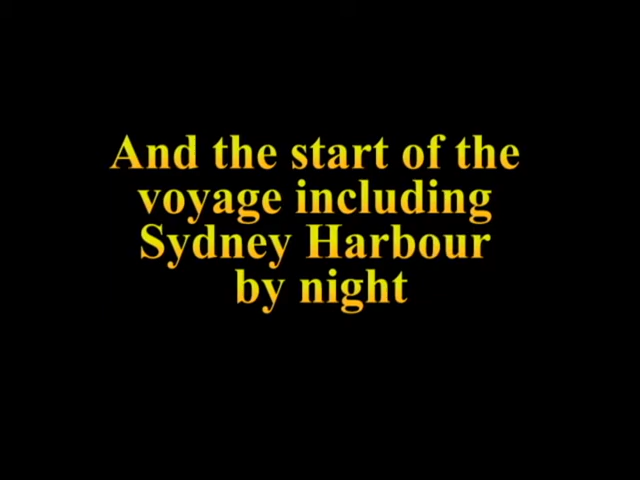 And the start of the
voyage including
Sydney Harbour
by night